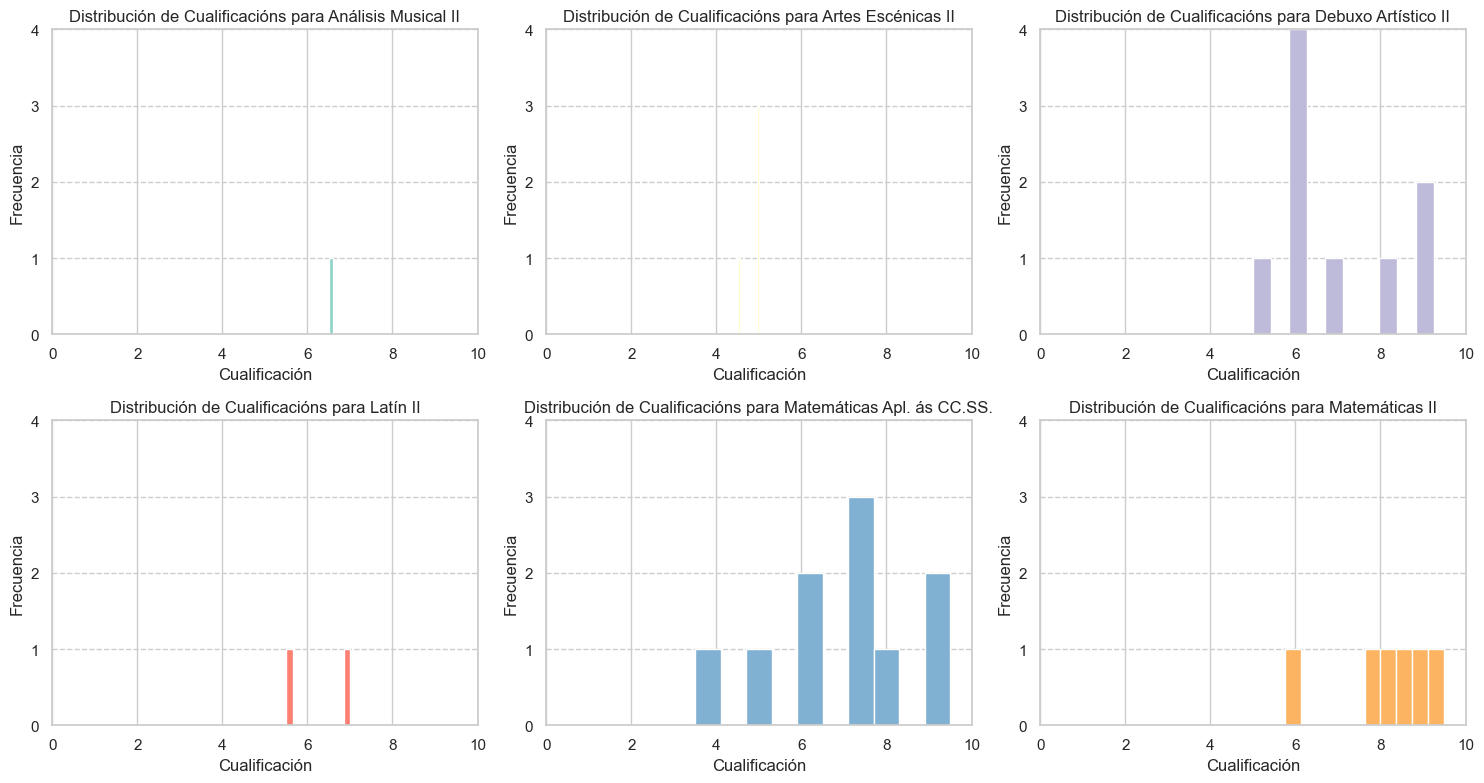 Distribución de Cualificacións para Análisis Musical II
4
3
2
1
0
Frecuencia
0 2 4 6 8 10
Cualificación
Distribución de Cualificacións para Artes Escénicas II
4
3
2
1
0
Frecuencia
0 2 4 6 8 10
Cualificación
Distribución de Cualificacións para Debuxo Artístico II
4
3
2
1
0
Frecuencia
0 2 4 6 8 10
Cualificación
Distribución de Cualificacións para Latín II
4
3
2
1
0
Frecuencia
0 2 4 6 8 10
Cualificación
Distribución de Cualificacións para Matemáticas Apl. ás CC.SS.
4
3
2
1
0
Frecuencia
0 2 4 6 8 10
Cualificación
Distribución de Cualificacións para Matemáticas II
4
3
2
1
0
Frecuencia
0 2 4 6 8 10
Cualificación